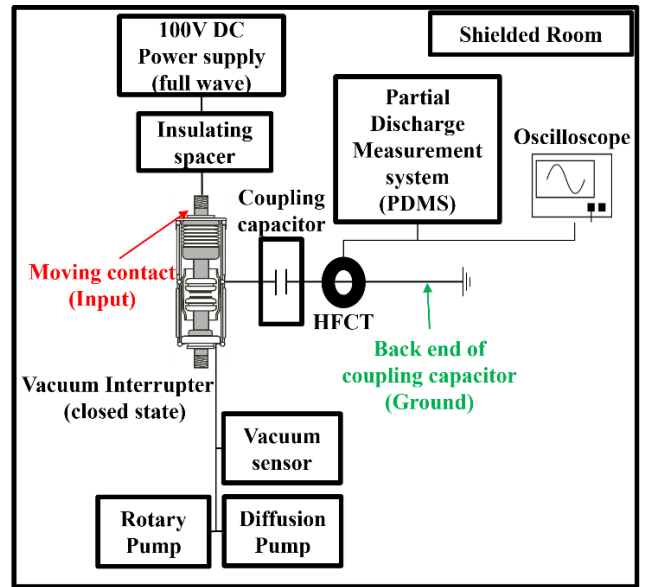 100V DC
Power supply
(full wave)
Shielded Room
Insulating
spacer
Partial
Discharge
Measurement
system
(PDMS)
Oscilloscope
Coupling
capacitor
Moving contact
(Input)
HFCT
Back end of
coupling capacitor
(Ground)
Vacuum Interrupter
(closed state)
Vacuum
sensor
Rotary
Pump
Diffusion
Pump